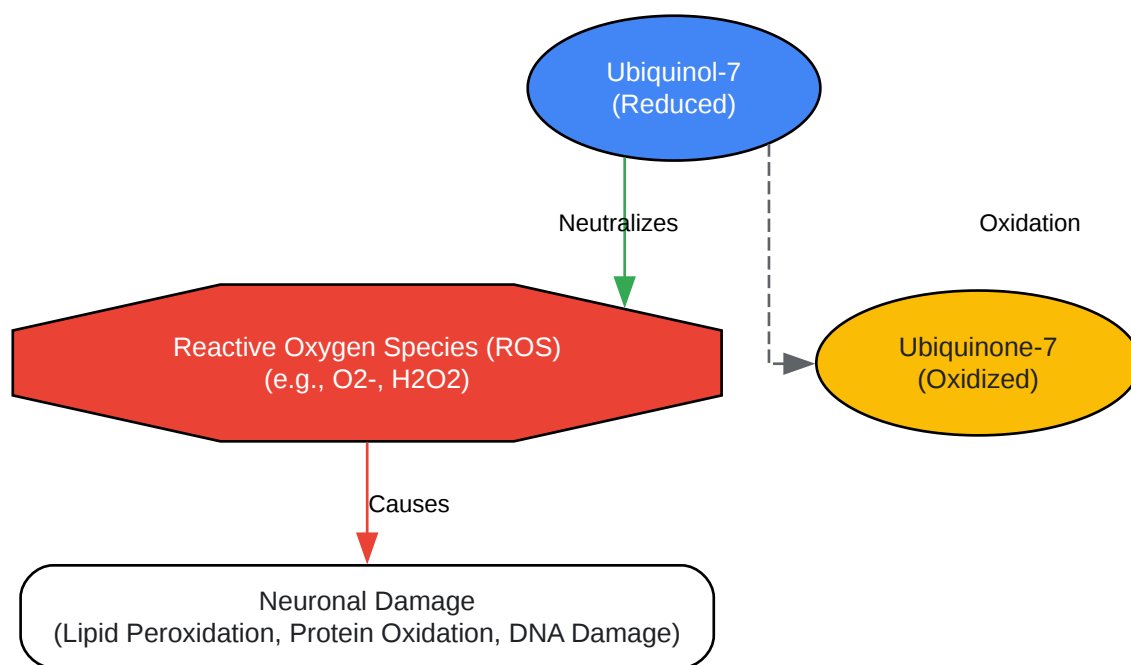 Ubiquinol-7
(Reduced)
Neutralizes
Oxidation
Reactive Oxygen Species (ROS)
(e.g., O2-, H2O2)
Ubiquinone-7
(Oxidized)
Causes
Neuronal Damage
(Lipid Peroxidation, Protein Oxidation, DNA Damage)